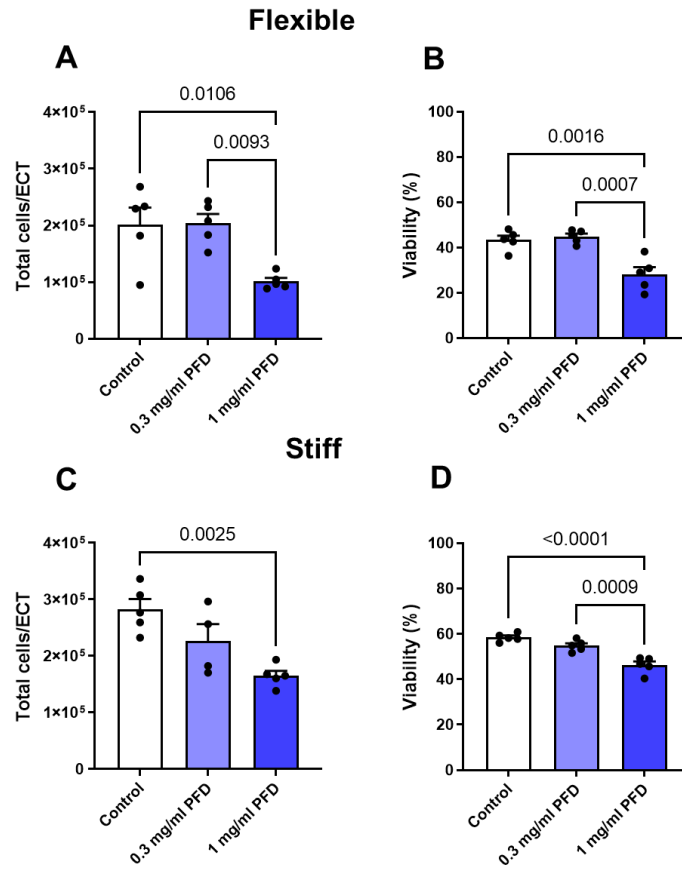 Flexible
A
B
0.0106
0.0093
Total cells/ECT
4×10⁵
3×10⁵
2×10⁵
1×10⁵
0
Control
0.3 mg/ml PFD
1 mg/ml PFD
0.0016
0.0007
Viability (%)
100
80
60
40
20
0
Control
0.3 mg/ml PFD
1 mg/ml PFD
Stiff
C
D
0.0025
Total cells/ECT
4×10⁵
3×10⁵
2×10⁵
1×10⁵
0
Control
0.3 mg/ml PFD
1 mg/ml PFD
<0.0001
0.0009
Viability (%)
100
80
60
40
20
0
Control
0.3 mg/ml PFD
1 mg/ml PFD